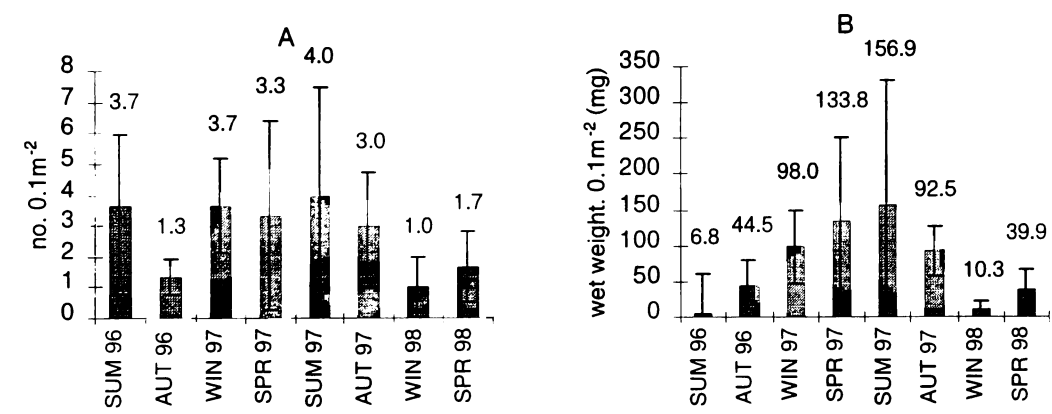 A
no. 0.1m-2
8
7
6
5
4
3
2
1
0
3.7
1.3
3.7
3.3
4.0
3.0
1.0
1.7
SUM 96
AUT 96
WIN 97
SPR 97
SUM 97
AUT 97
WIN 98
SPR 98
B
wet weight. 0.1m-2 (mg)
350
300
250
200
150
100
50
0
6.8
44.5
98.0
133.8
156.9
92.5
10.3
39.9
SUM 96
AUT 96
WIN 97
SPR 97
SUM 97
AUT 97
WIN 98
SPR 98